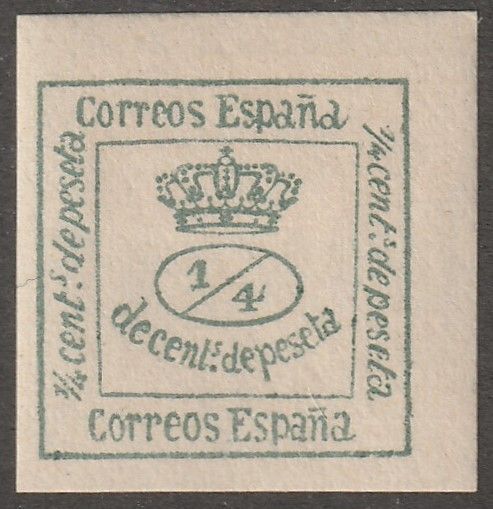 Correos España
¼ cent.s de peseta
¼ cent.s de peseta
1/4
de cent.s de peseta
Correos España